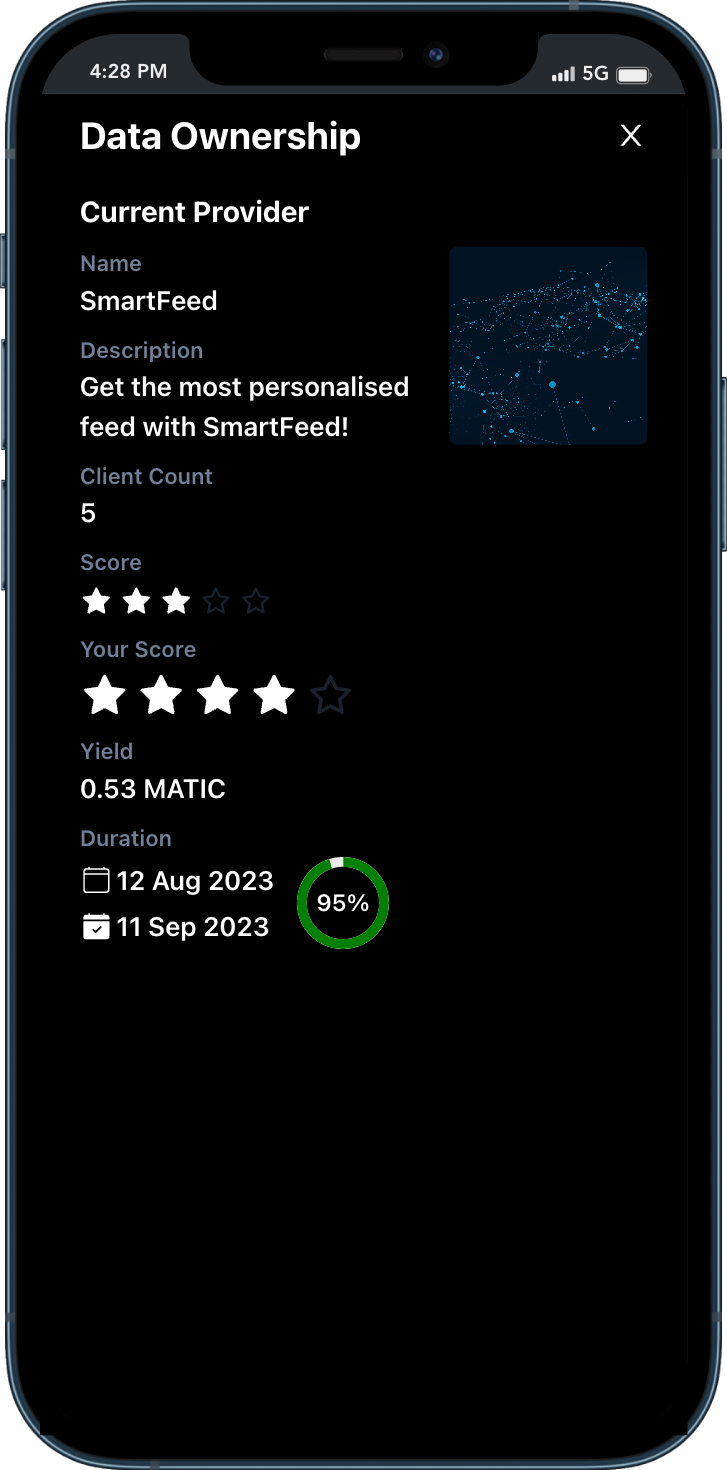 4:28 PM
5G
Data Ownership
X
Current Provider
Name
SmartFeed
Description
Get the most personalised
feed with SmartFeed!
Client Count
5
Score
Your Score
Yield
0.53 MATIC
Duration
12 Aug 2023
95%
11 Sep 2023